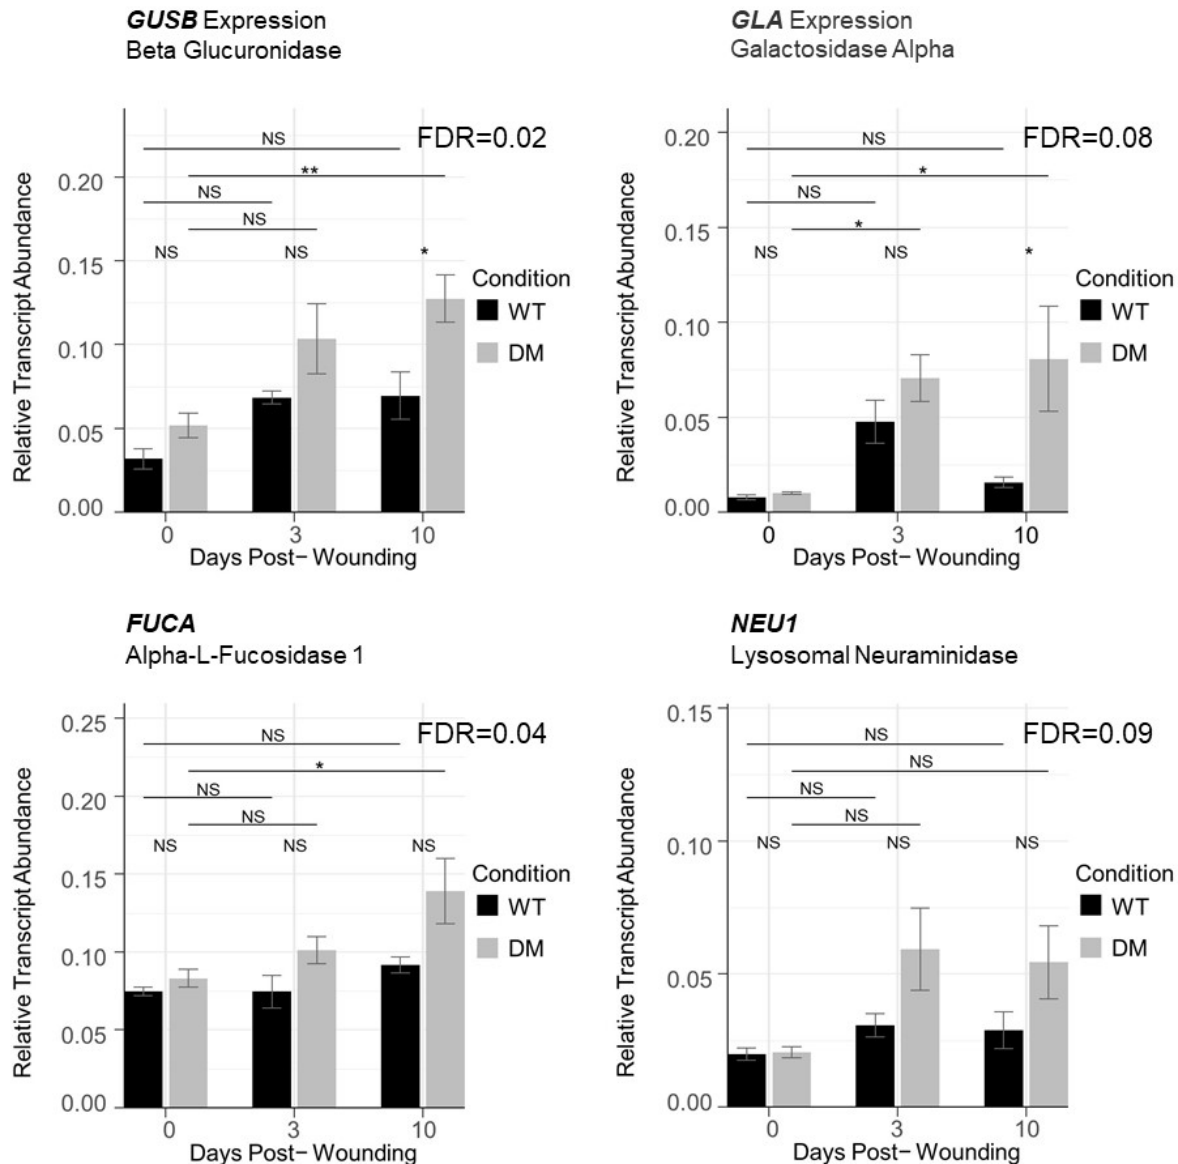 GUSB Expression
Beta Glucuronidase
FDR=0.02
NS
**
NS
NS
NS
NS
*
Relative Transcript Abundance
0.20
0.15
0.10
0.05
0.00
Condition
WT
DM
0
3
10
Days Post– Wounding
GLA Expression
Galactosidase Alpha
FDR=0.08
NS
*
NS
*
NS
NS
*
Relative Transcript Abundance
0.20
0.15
0.10
0.05
0.00
Condition
WT
DM
0
3
10
Days Post– Wounding
FUCA
Alpha-L-Fucosidase 1
FDR=0.04
NS
*
NS
NS
NS
NS
NS
Relative Transcript Abundance
0.25
0.20
0.15
0.10
0.05
0.00
Condition
WT
DM
0
3
10
Days Post– Wounding
NEU1
Lysosomal Neuraminidase
FDR=0.09
NS
NS
NS
NS
NS
NS
NS
Relative Transcript Abundance
0.15
0.10
0.05
0.00
Condition
WT
DM
0
3
10
Days Post– Wounding